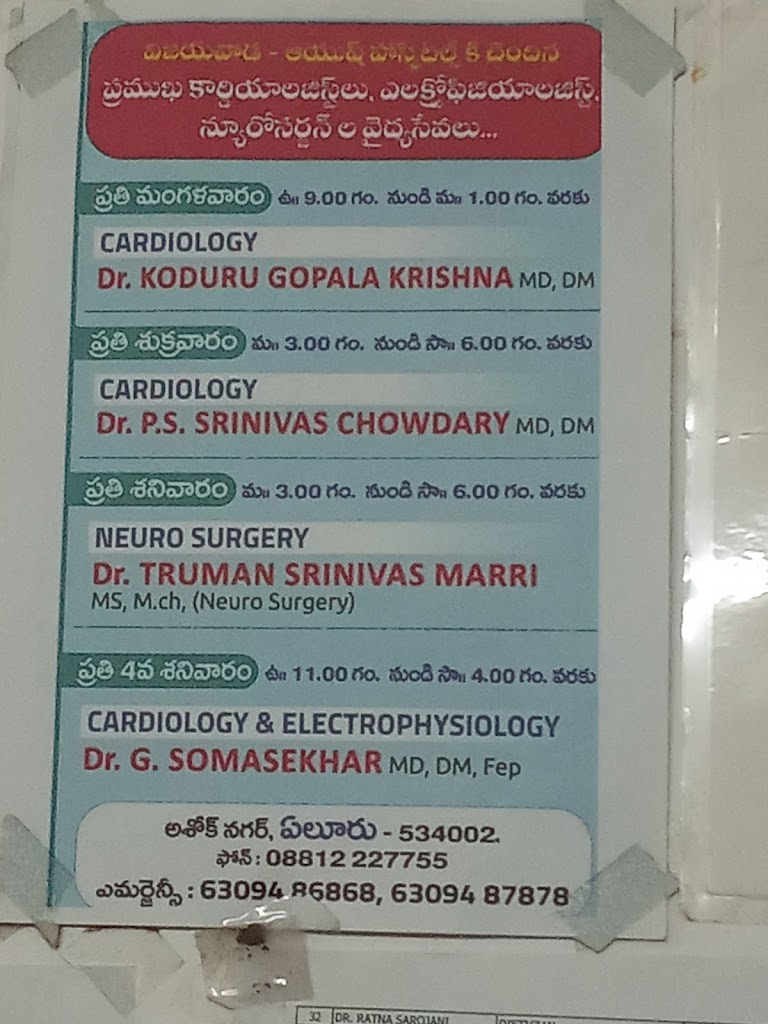 విజయవాడ - ఆయుష్ హాస్పిటల్స్ కి చెందిన
ప్రముఖ కార్డియాలజిస్ట్‌లు, ఎలక్ట్రోఫిజియాలజిస్ట్,
న్యూరోసర్జన్ ల వైద్యసేవలు...
ప్రతి మంగళవారం ఉ॥ 9.00 గం. నుండి మ॥ 1.00 గం. వరకు
CARDIOLOGY
Dr. KODURU GOPALA KRISHNA MD, DM
ప్రతి శుక్రవారం మ॥ 3.00 గం. నుండి సా॥ 6.00 గం. వరకు
CARDIOLOGY
Dr. P.S. SRINIVAS CHOWDARY MD, DM
ప్రతి శనివారం మ॥ 3.00 గం. నుండి సా॥ 6.00 గం. వరకు
NEURO SURGERY
Dr. TRUMAN SRINIVAS MARRI
MS, M.ch, (Neuro Surgery)
ప్రతి 4వ శనివారం ఉ॥ 11.00 గం. నుండి సా॥ 4.00 గం. వరకు
CARDIOLOGY & ELECTROPHYSIOLOGY
Dr. G. SOMASEKHAR MD, DM, Fep
అశోక్ నగర్, ఏలూరు - 534002.
ఫోన్ : 08812 227755
ఎమర్జెన్సీ : 63094 86868, 63094 87878
32 DR. RATNA SAROJANI